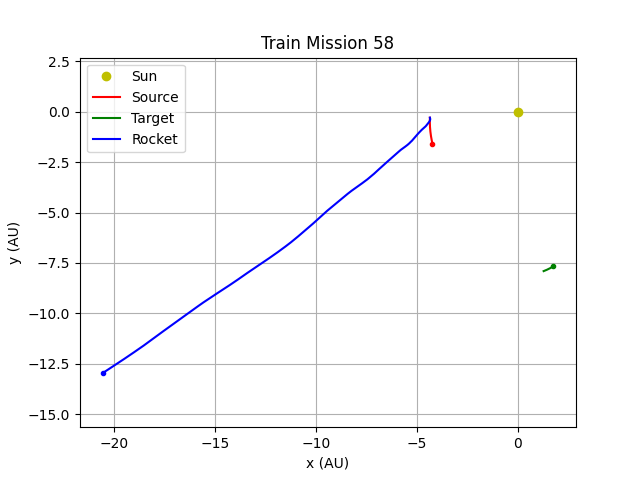 Train Mission 58
Sun
Source
Target
Rocket
2.5
0.0
−2.5
−5.0
−7.5
−10.0
−12.5
−15.0
y (AU)
−20
−15
−10
−5
0
x (AU)